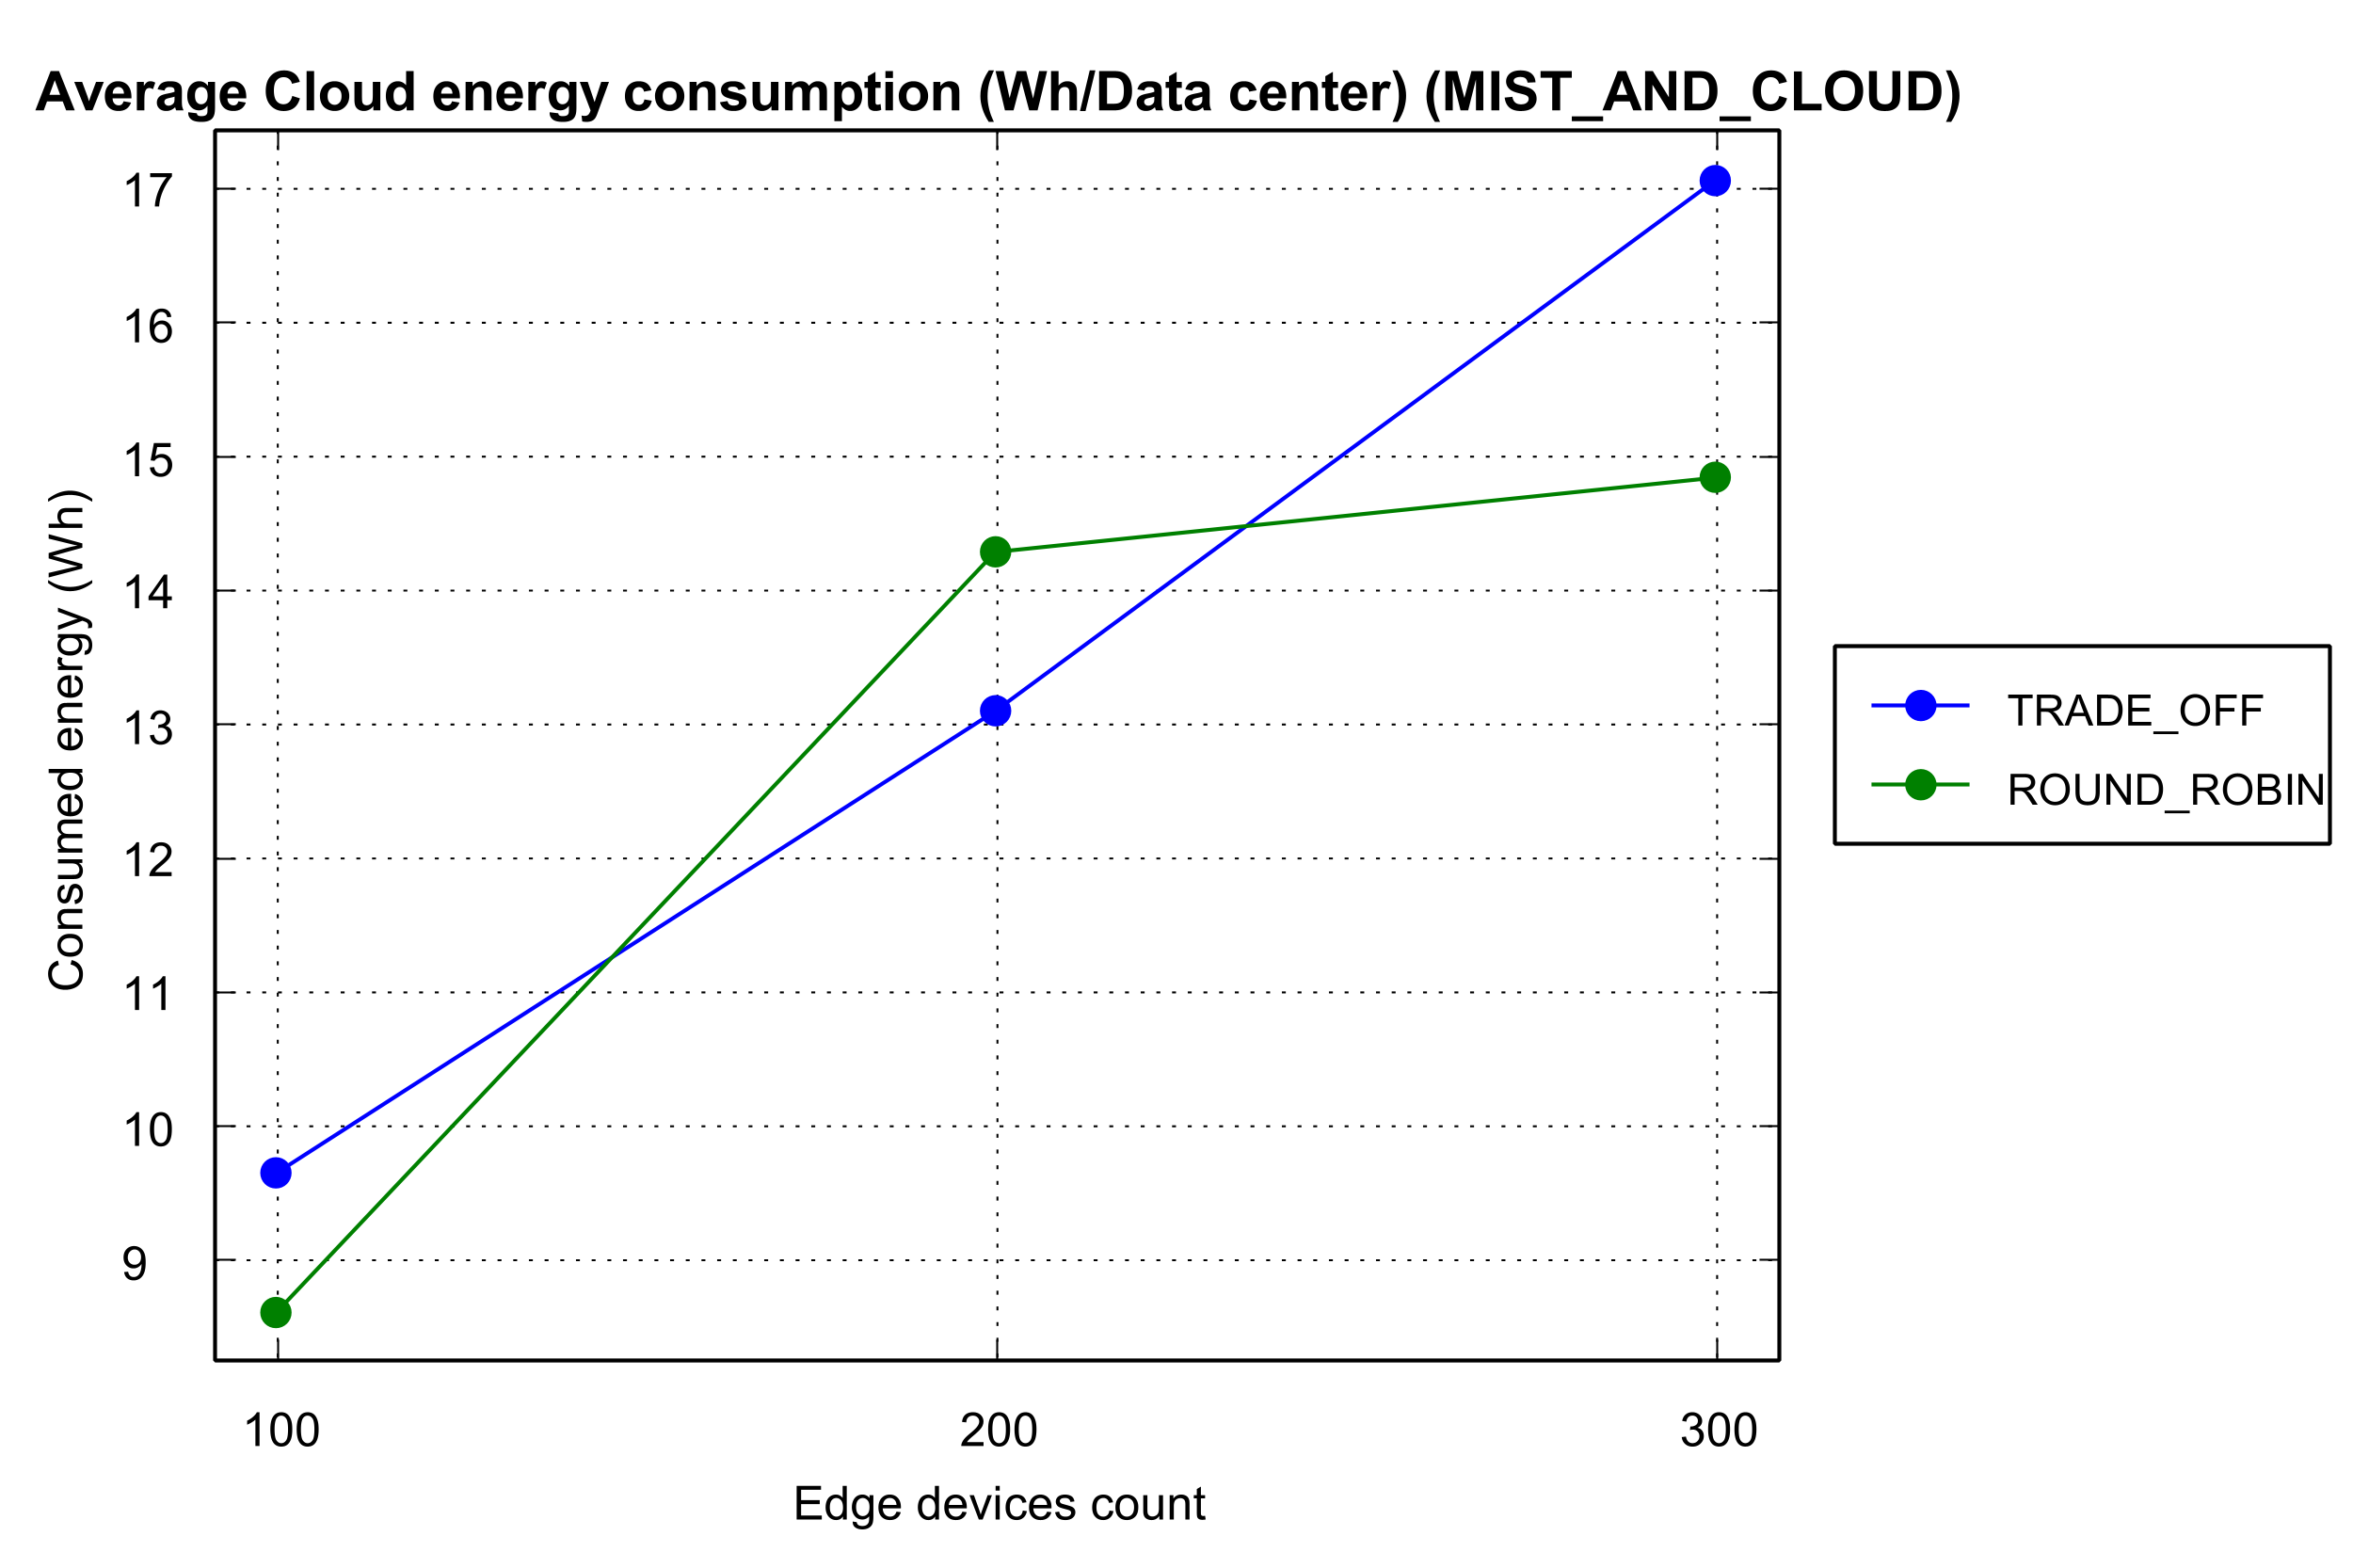 Average Cloud energy consumption (Wh/Data center) (MIST_AND_CLOUD)
Consumed energy (Wh)
17
16
15
14
13
12
11
10
9
100 200 300
Edge devices count
TRADE_OFF
ROUND_ROBIN